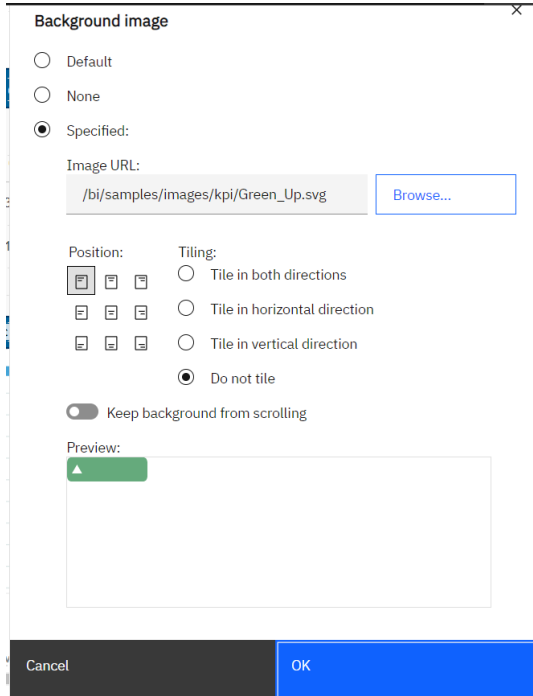 Background image
Default
None
Specified:
Image URL:
/bi/samples/images/kpi/Green_Up.svg
Browse...
Position:
Tiling:
Tile in both directions
Tile in horizontal direction
Tile in vertical direction
Do not tile
Keep background from scrolling
Preview:
Cancel
OK